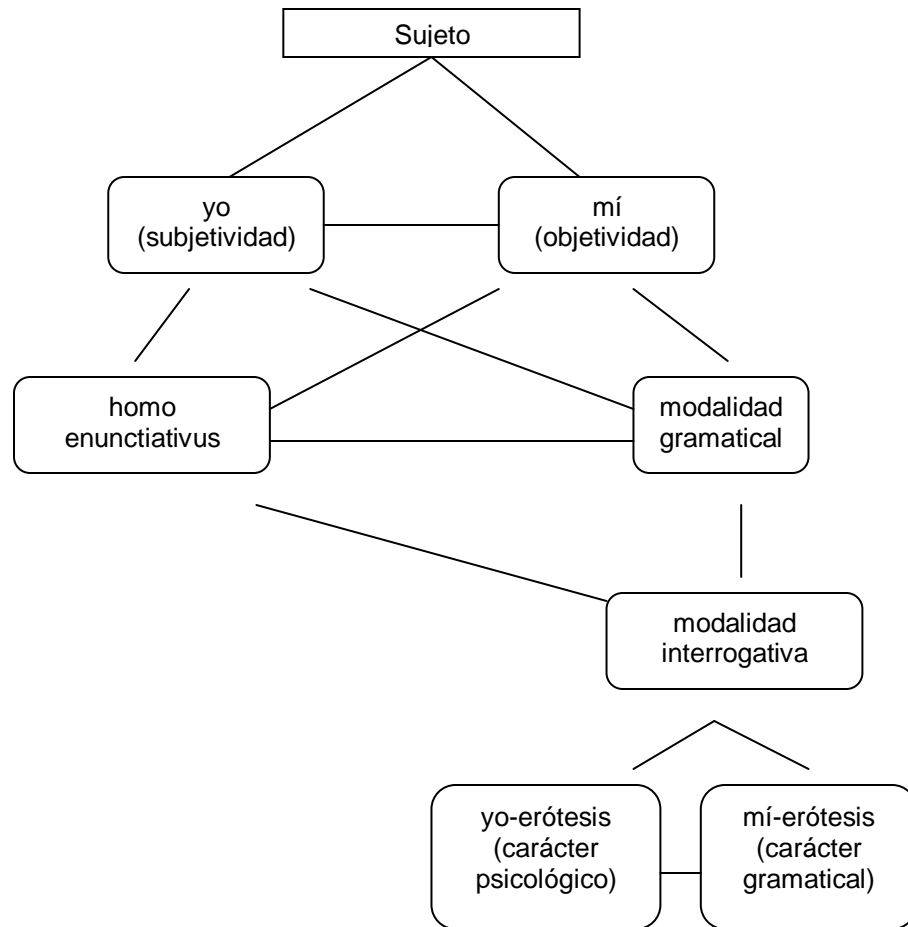 Sujeto
yo
(subjetividad)
mí
(objetividad)
homo
enunctiativus
modalidad
gramatical
modalidad
interrogativa
yo-erótesis
(carácter
psicológico)
mí-erótesis
(carácter
gramatical)